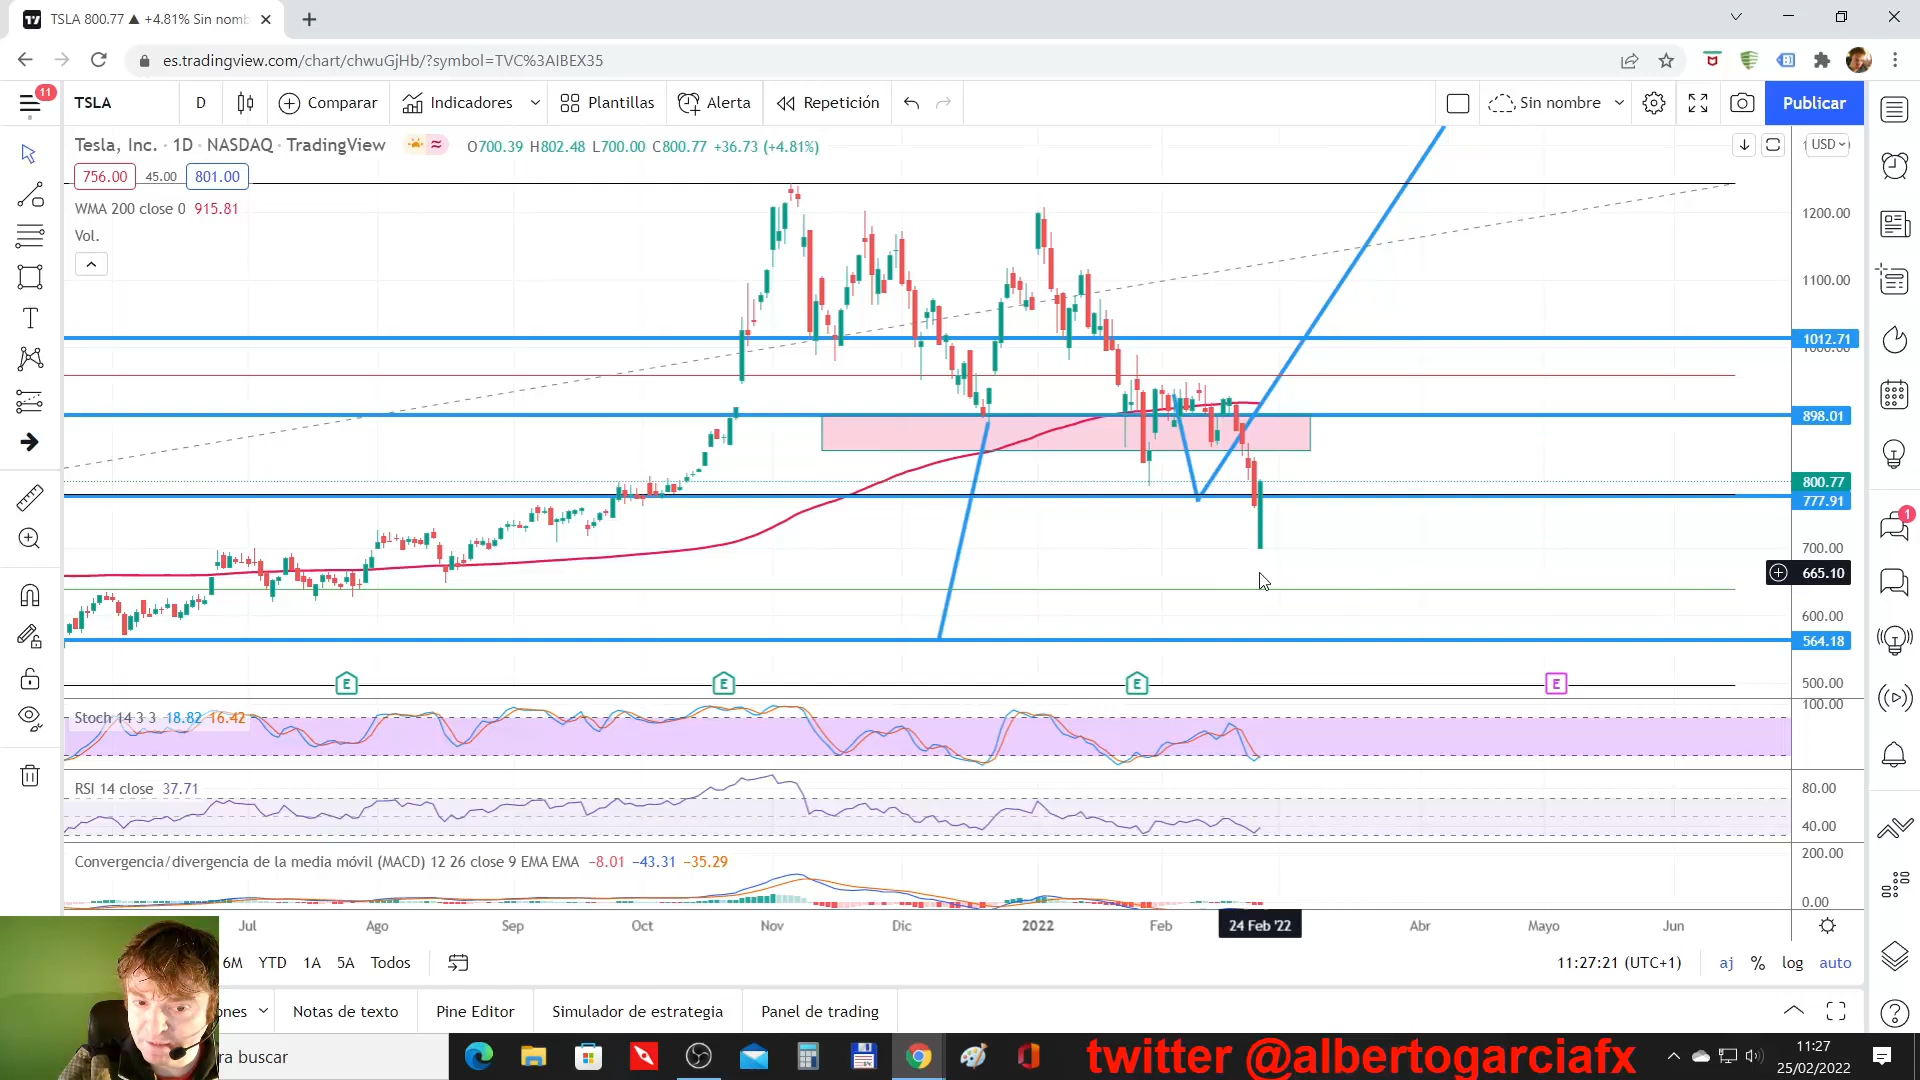 TSLA 800.77 ▲ +4.81% Sin nomb
es.tradingview.com/chart/chwuGjHb/?symbol=TVC%3AIBEX35
11
TSLA
D
Comparar
Indicadores
Plantillas
Alerta
Repetición
Sin nombre
Publicar
Tesla, Inc. · 1D · NASDAQ · TradingView
O700.39 H802.48 L700.00 C800.77 +36.73 (+4.81%)
USD
756.00
45.00
801.00
WMA 200 close 0 915.81
Vol.
1200.00
1100.00
1012.71
1000.00
898.01
800.77
777.91
700.00
665.10
600.00
564.18
500.00
1
E
E
E
E
Stoch 14 3 3 18.82 16.42
100.00
RSI 14 close 37.71
80.00
40.00
Convergencia/divergencia de la media móvil (MACD) 12 26 close 9 EMA EMA −8.01 −43.31 −35.29
200.00
0.00
Jul
Ago
Sep
Oct
Nov
Dic
2022
Feb
24 Feb '22
Abr
Mayo
Jun
6M
YTD
1A
5A
Todos
11:27:21 (UTC+1)
aj
%
log
auto
ones
Notas de texto
Pine Editor
Simulador de estrategia
Panel de trading
ra buscar
twitter @albertogarciafx
11:27
25/02/2022